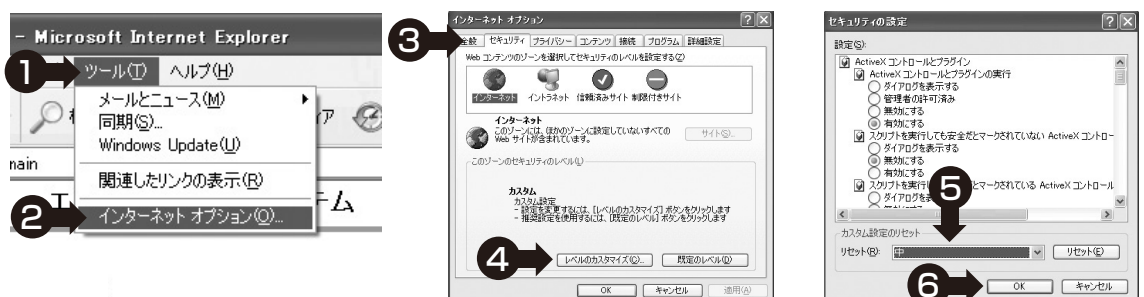 - Microsoft Internet Explorer
1
ツール(T) ヘルプ(H)
メールとニュース(M)
同期(S)...
Windows Update(U)
関連したリンクの表示(R)
2
インターネット オプション(O)...
main
テム
インターネット オプション
3
全般 セキュリティ プライバシー コンテンツ 接続 プログラム 詳細設定
Web コンテンツのゾーンを選択してセキュリティのレベルを設定する(Z)
インターネット イントラネット 信頼済みサイト 制限付きサイト
インターネット
このゾーンには、ほかのゾーンに設定していないすべての
Web サイトが含まれています。
サイト(S)...
このゾーンのセキュリティのレベル(L)
カスタム
カスタム設定
- 設定を変更するには、[レベルのカスタマイズ] ボタンをクリックします
- 推奨設定を使用するには、[既定のレベル] ボタンをクリックします
4
レベルのカスタマイズ(C)... 既定のレベル(D)
OK キャンセル 適用(A)
セキュリティの設定
設定(S):
ActiveX コントロールとプラグイン
ActiveX コントロールとプラグインの実行
ダイアログを表示する
管理者の許可済み
無効にする
有効にする
スクリプトを実行しても安全だとマークされていない ActiveX コントロー
ダイアログを表示する
無効にする
有効にする
スクリプトを実行 とマークされている ActiveX コントロール
ダイアログを
5
カスタム設定のリセット
リセット(R): 中 リセット(E)
6
OK キャンセル